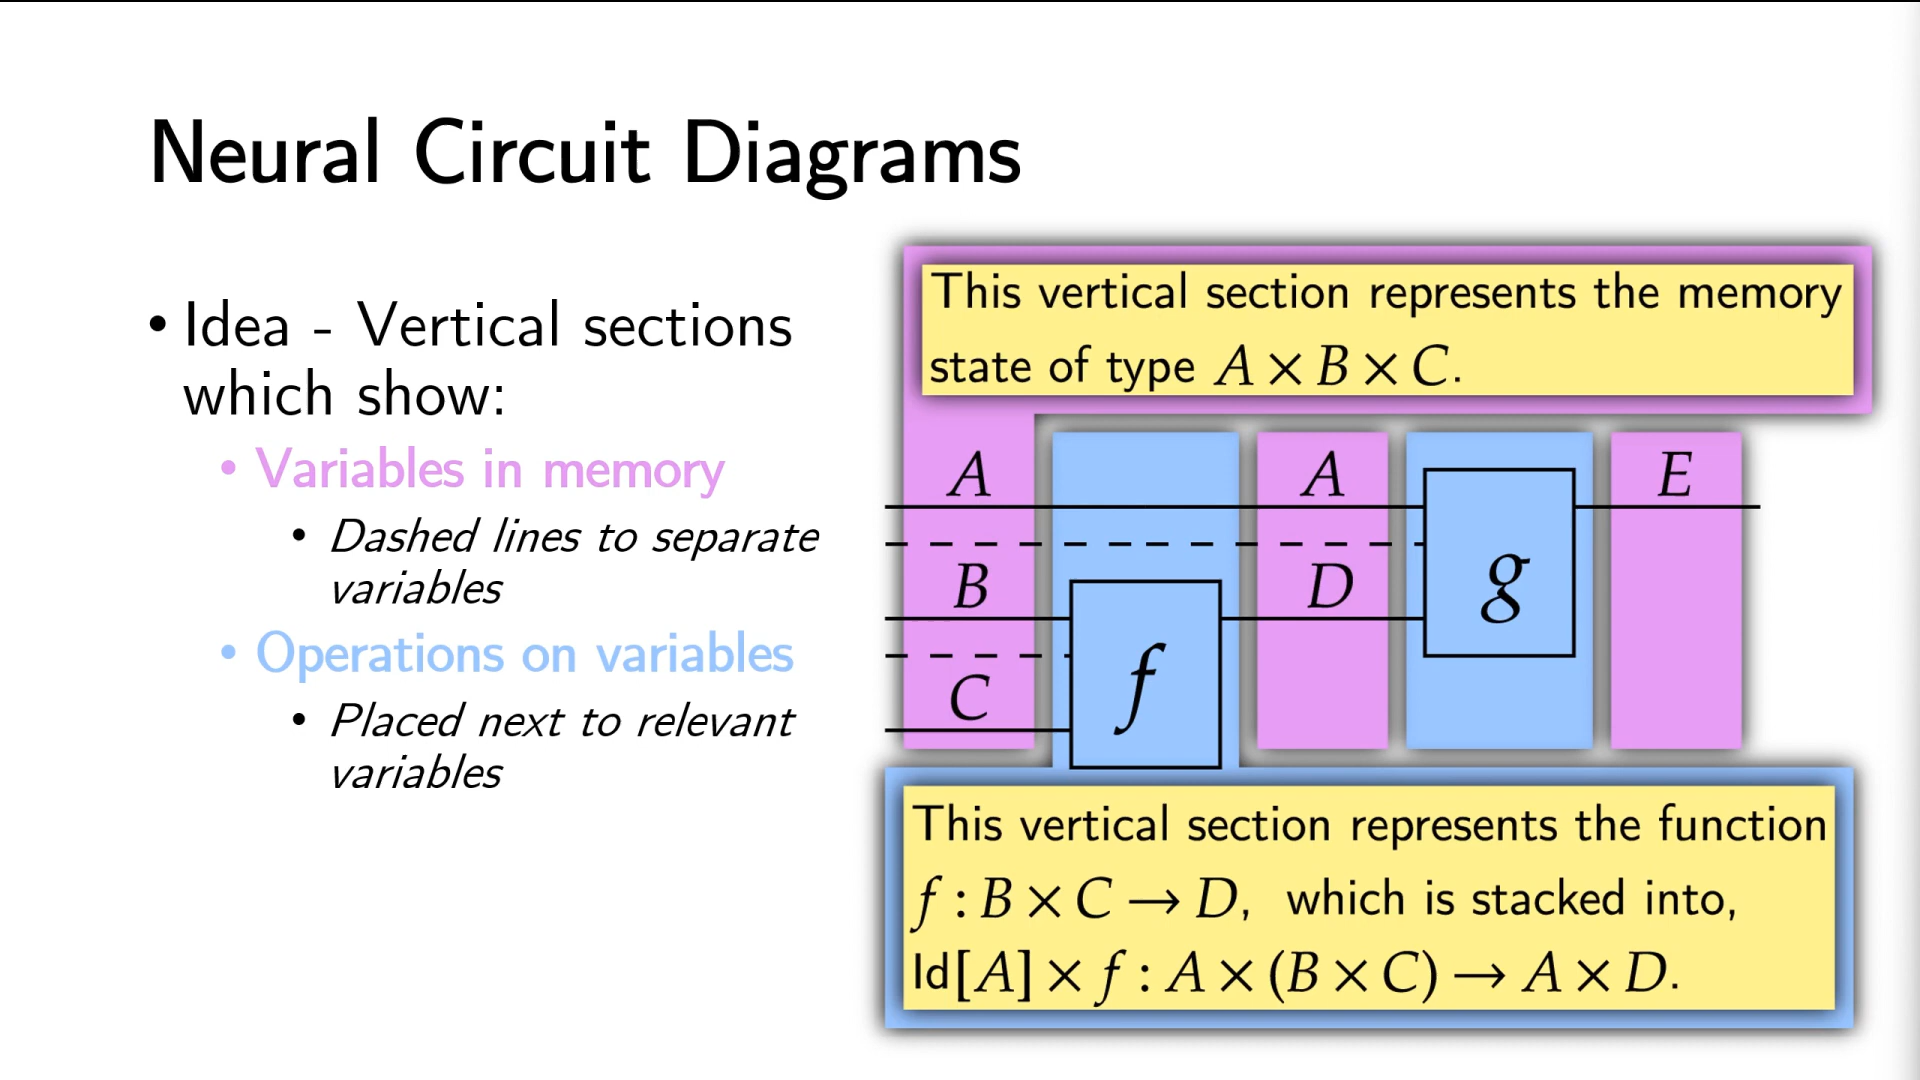 Neural Circuit Diagrams
• Idea - Vertical sections
which show:
• Variables in memory
• Dashed lines to separate
variables
• Operations on variables
• Placed next to relevant
variables
This vertical section represents the memory
state of type A × B × C.
A
B
C
f
A
D
g
E
This vertical section represents the function
f : B × C → D, which is stacked into,
Id[A] × f : A × (B × C) → A × D.